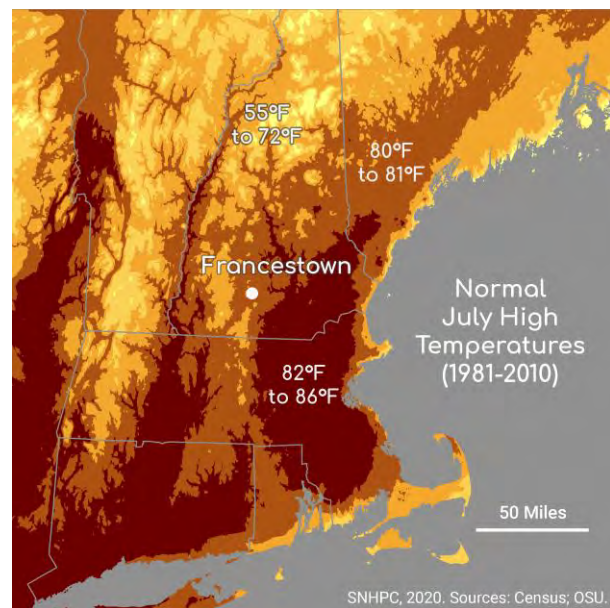 55°F
to 72°F
80°F
to 81°F
Francestown
Normal
July High
Temperatures
(1981-2010)
82°F
to 86°F
50 Miles
SNHPC, 2020. Sources: Census; OSU.